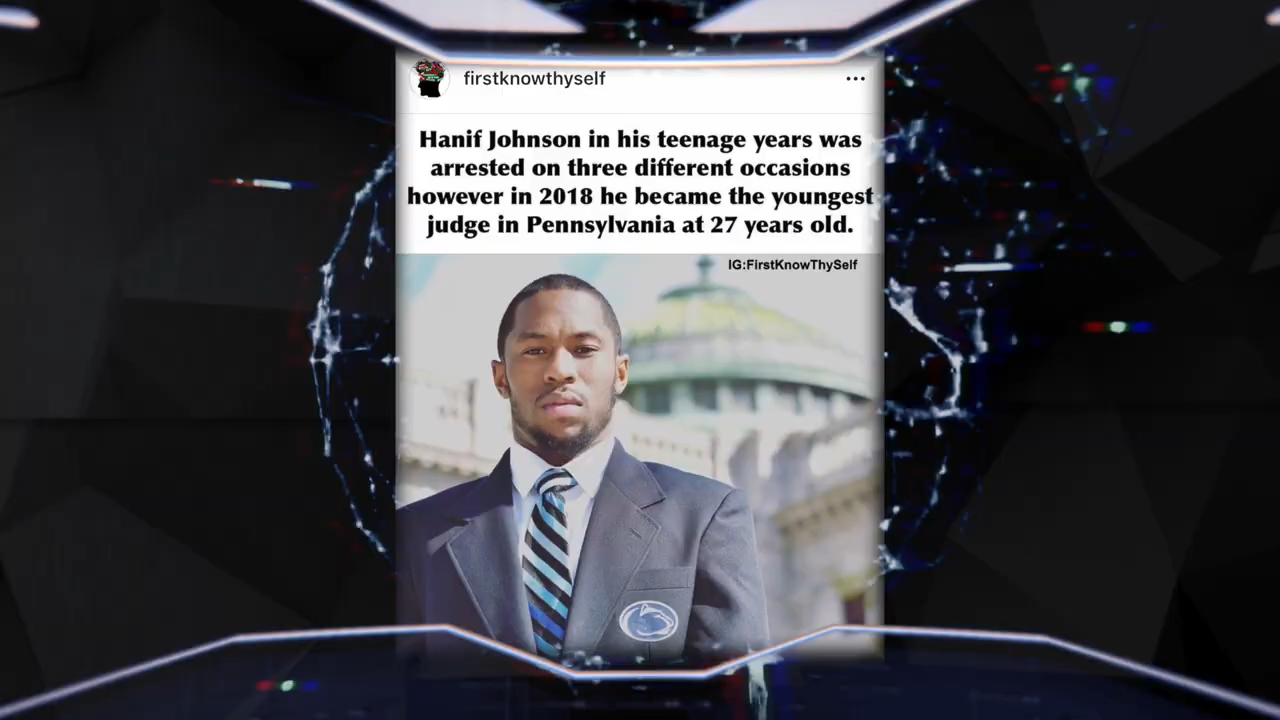 firstknowthyself
Hanif Johnson in his teenage years was
arrested on three different occasions
however in 2018 he became the youngest
judge in Pennsylvania at 27 years old.
IG:FirstKnowThySelf